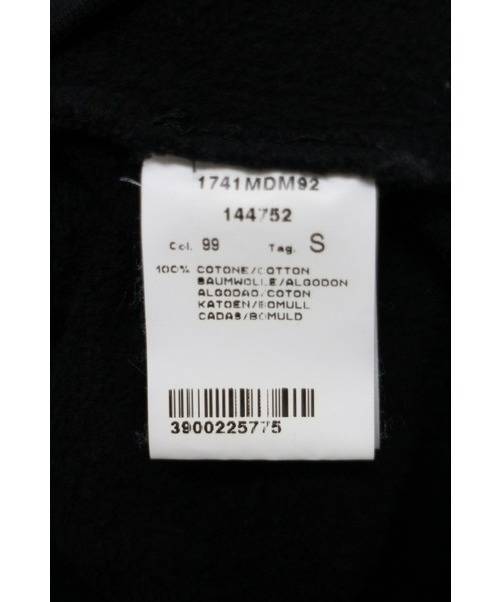 1741MDM92
144752
Col. 99 Tag. S
100% COTONE/COTTON
BAUMWOLLE/ALGODON
ALGODAO/COTON
KATOEN/BOMULL
CADAS/BOMULD
3900225775